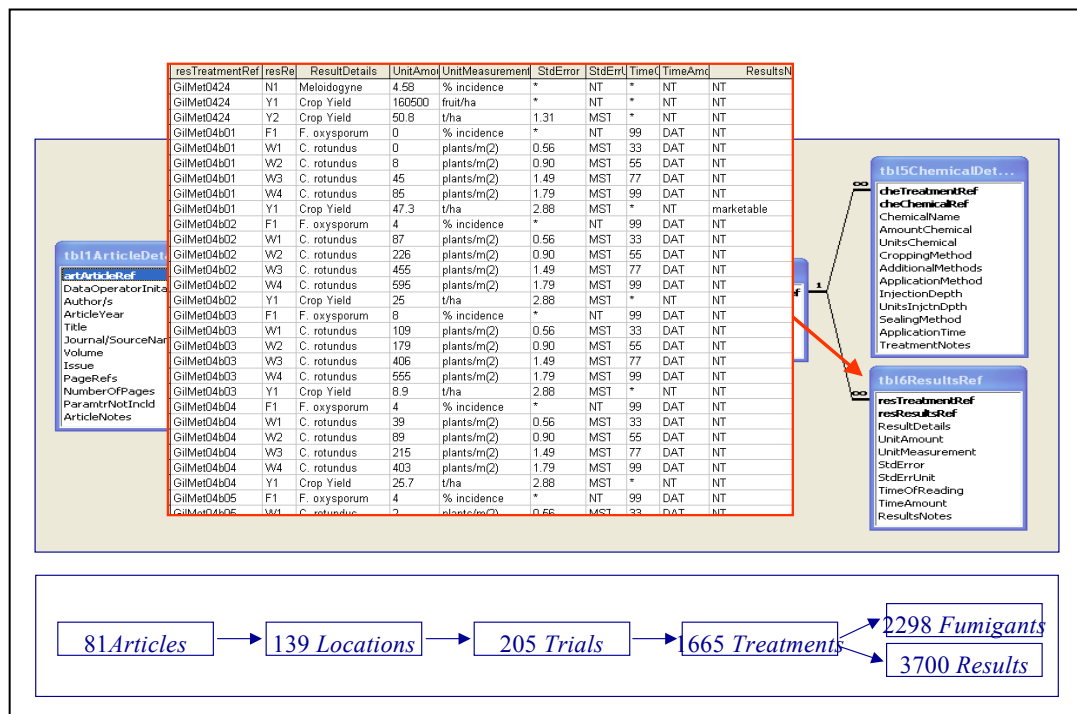 resTreatmentRef resRe ResultDetails UnitAmou UnitMeasurement StdError StdErrU TimeO TimeAmo ResultsN
GilMet0424 N1 Meloidogyne 4.58 % incidence * NT * NT NT
GilMet0424 Y1 Crop Yield 160500 fruit/ha * NT * NT NT
GilMet0424 Y2 Crop Yield 50.8 t/ha 1.31 MST * NT NT
GilMet04b01 F1 F. oxysporum 0 % incidence * NT 99 DAT NT
GilMet04b01 W1 C. rotundus 0 plants/m(2) 0.56 MST 33 DAT NT
GilMet04b01 W2 C. rotundus 8 plants/m(2) 0.90 MST 55 DAT NT
GilMet04b01 W3 C. rotundus 45 plants/m(2) 1.49 MST 77 DAT NT
GilMet04b01 W4 C. rotundus 85 plants/m(2) 1.79 MST 99 DAT NT
GilMet04b01 Y1 Crop Yield 47.3 t/ha 2.88 MST * NT marketable
GilMet04b02 F1 F. oxysporum 4 % incidence * NT 99 DAT NT
GilMet04b02 W1 C. rotundus 87 plants/m(2) 0.56 MST 33 DAT NT
GilMet04b02 W2 C. rotundus 226 plants/m(2) 0.90 MST 55 DAT NT
GilMet04b02 W3 C. rotundus 455 plants/m(2) 1.49 MST 77 DAT NT
GilMet04b02 W4 C. rotundus 595 plants/m(2) 1.79 MST 99 DAT NT
GilMet04b02 Y1 Crop Yield 25 t/ha 2.88 MST * NT NT
GilMet04b03 F1 F. oxysporum 8 % incidence * NT 99 DAT NT
GilMet04b03 W1 C. rotundus 109 plants/m(2) 0.56 MST 33 DAT NT
GilMet04b03 W2 C. rotundus 179 plants/m(2) 0.90 MST 55 DAT NT
GilMet04b03 W3 C. rotundus 406 plants/m(2) 1.49 MST 77 DAT NT
GilMet04b03 W4 C. rotundus 555 plants/m(2) 1.79 MST 99 DAT NT
GilMet04b03 Y1 Crop Yield 8.9 t/ha 2.88 MST * NT NT
GilMet04b04 F1 F. oxysporum 4 % incidence * NT 99 DAT NT
GilMet04b04 W1 C. rotundus 39 plants/m(2) 0.56 MST 33 DAT NT
GilMet04b04 W2 C. rotundus 89 plants/m(2) 0.90 MST 55 DAT NT
GilMet04b04 W3 C. rotundus 215 plants/m(2) 1.49 MST 77 DAT NT
GilMet04b04 W4 C. rotundus 403 plants/m(2) 1.79 MST 99 DAT NT
GilMet04b04 Y1 Crop Yield 25.7 t/ha 2.88 MST * NT NT
GilMet04b05 F1 F. oxysporum 4 % incidence * NT 99 DAT NT
GilMet04b05 W1 C. rotundus 2 plants/m(2) 0.56 MST 33 DAT NT
tbl1ArticleDet
artArticleRef
DataOperatorInita
Author/s
ArticleYear
Title
Journal/SourceNam
Volume
Issue
PageRefs
NumberOfPages
ParamtrNotIncld
ArticleNotes
1
∞
∞
tbl5ChemicalDet...
cheTreatmentRef
cheChemicalRef
ChemicalName
AmountChemical
UnitsChemical
CroppingMethod
AdditionalMethods
ApplicationMethod
InjectionDepth
UnitsInjctnDpth
SealingMethod
ApplicationTime
TreatmentNotes
tbl6ResultsRef
resTreatmentRef
resResultsRef
ResultDetails
UnitAmount
UnitMeasurement
StdError
StdErrUnit
TimeOfReading
TimeAmount
ResultsNotes
81Articles
139 Locations
205 Trials
1665 Treatments
2298 Fumigants
3700 Results